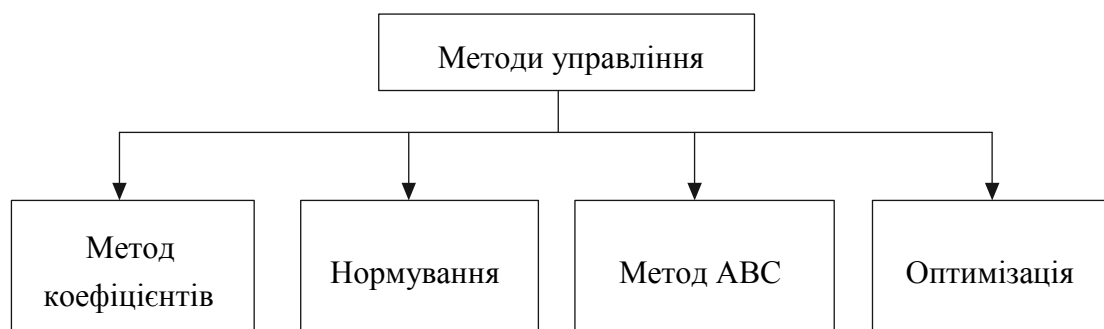 Методи управління
Метод
коефіцієнтів
Нормування
Метод АВС
Оптимізація